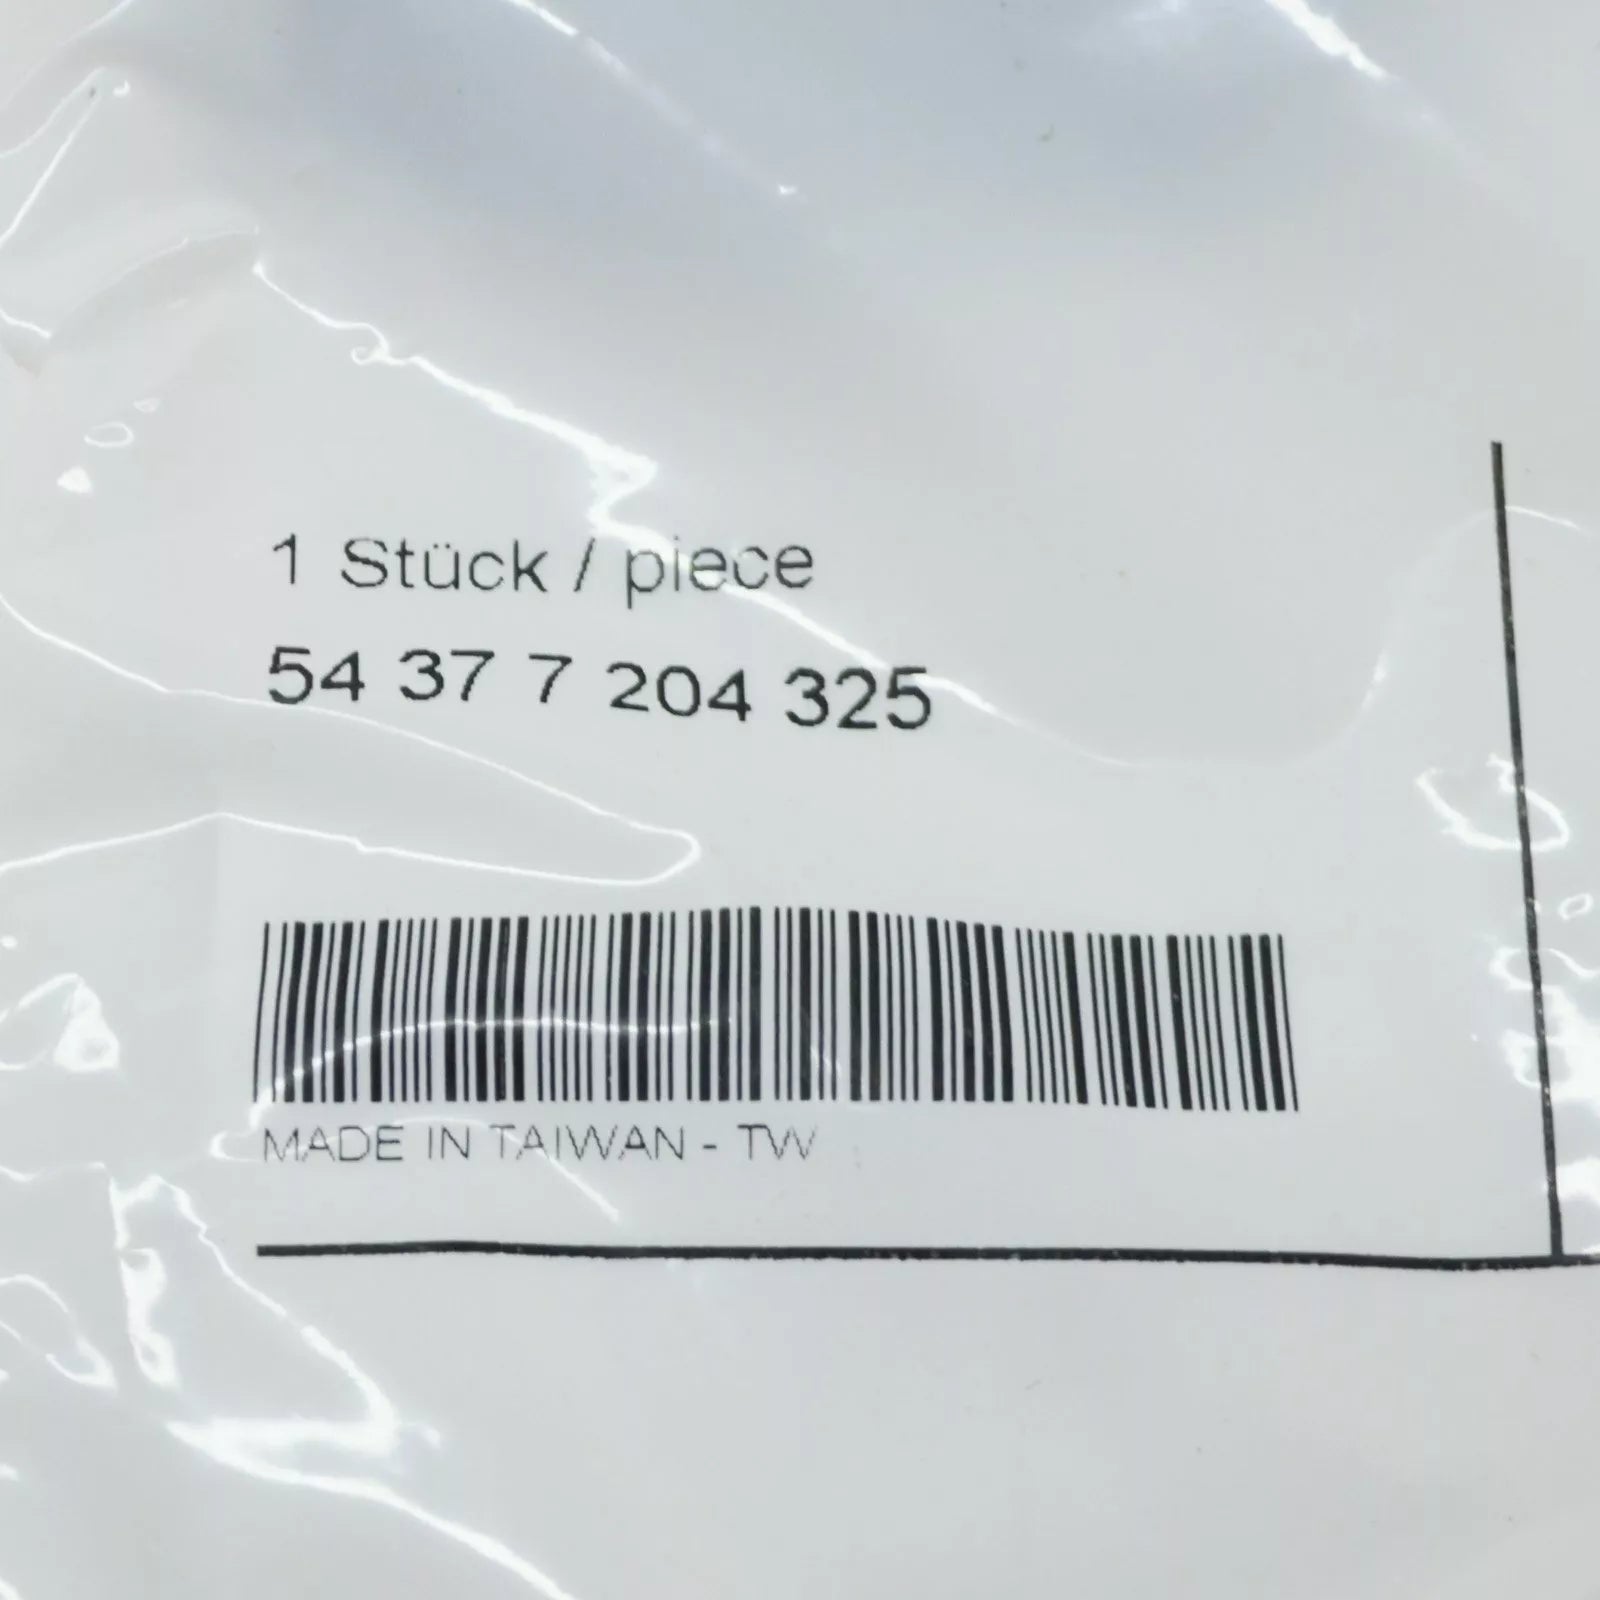 1 Stück / piece
54 37 7 204 325
MADE IN TAIWAN - TW